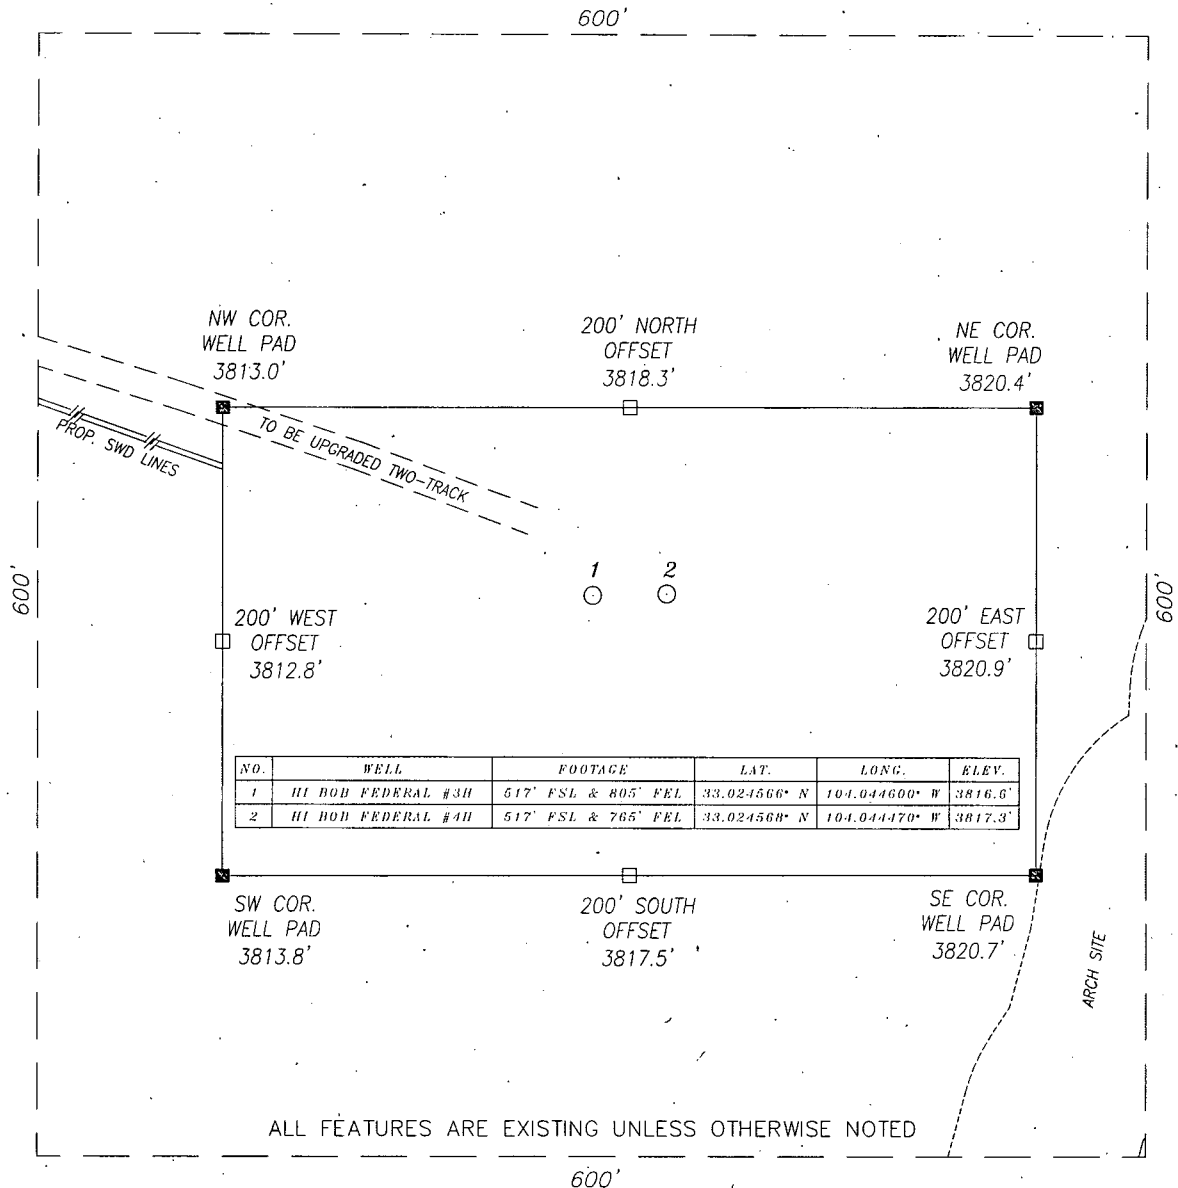 600'
NW COR.
WELL PAD
3813.0'
200' NORTH
OFFSET
3818.3'
NE COR.
WELL PAD
3820.4'
TO BE UPGRADED TWO-TRACK
PROP. SWD LINES
1
2
600'
600'
200' WEST
OFFSET
3812.8'
200' EAST
OFFSET
3820.9'
NO. WELL FOOTAGE LAT. LONG. ELEV.
1 HI BOB FEDERAL #3H 517' FSL & 805' FEL 33.024566° N 104.044600° W 3816.6'
2 HI BOB FEDERAL #4H 517' FSL & 765' FEL 33.024568° N 104.044470° W 3817.3'
SW COR.
WELL PAD
3813.8'
200' SOUTH
OFFSET
3817.5'
SE COR.
WELL PAD
3820.7'
ARCH SITE
ALL FEATURES ARE EXISTING UNLESS OTHERWISE NOTED
600'